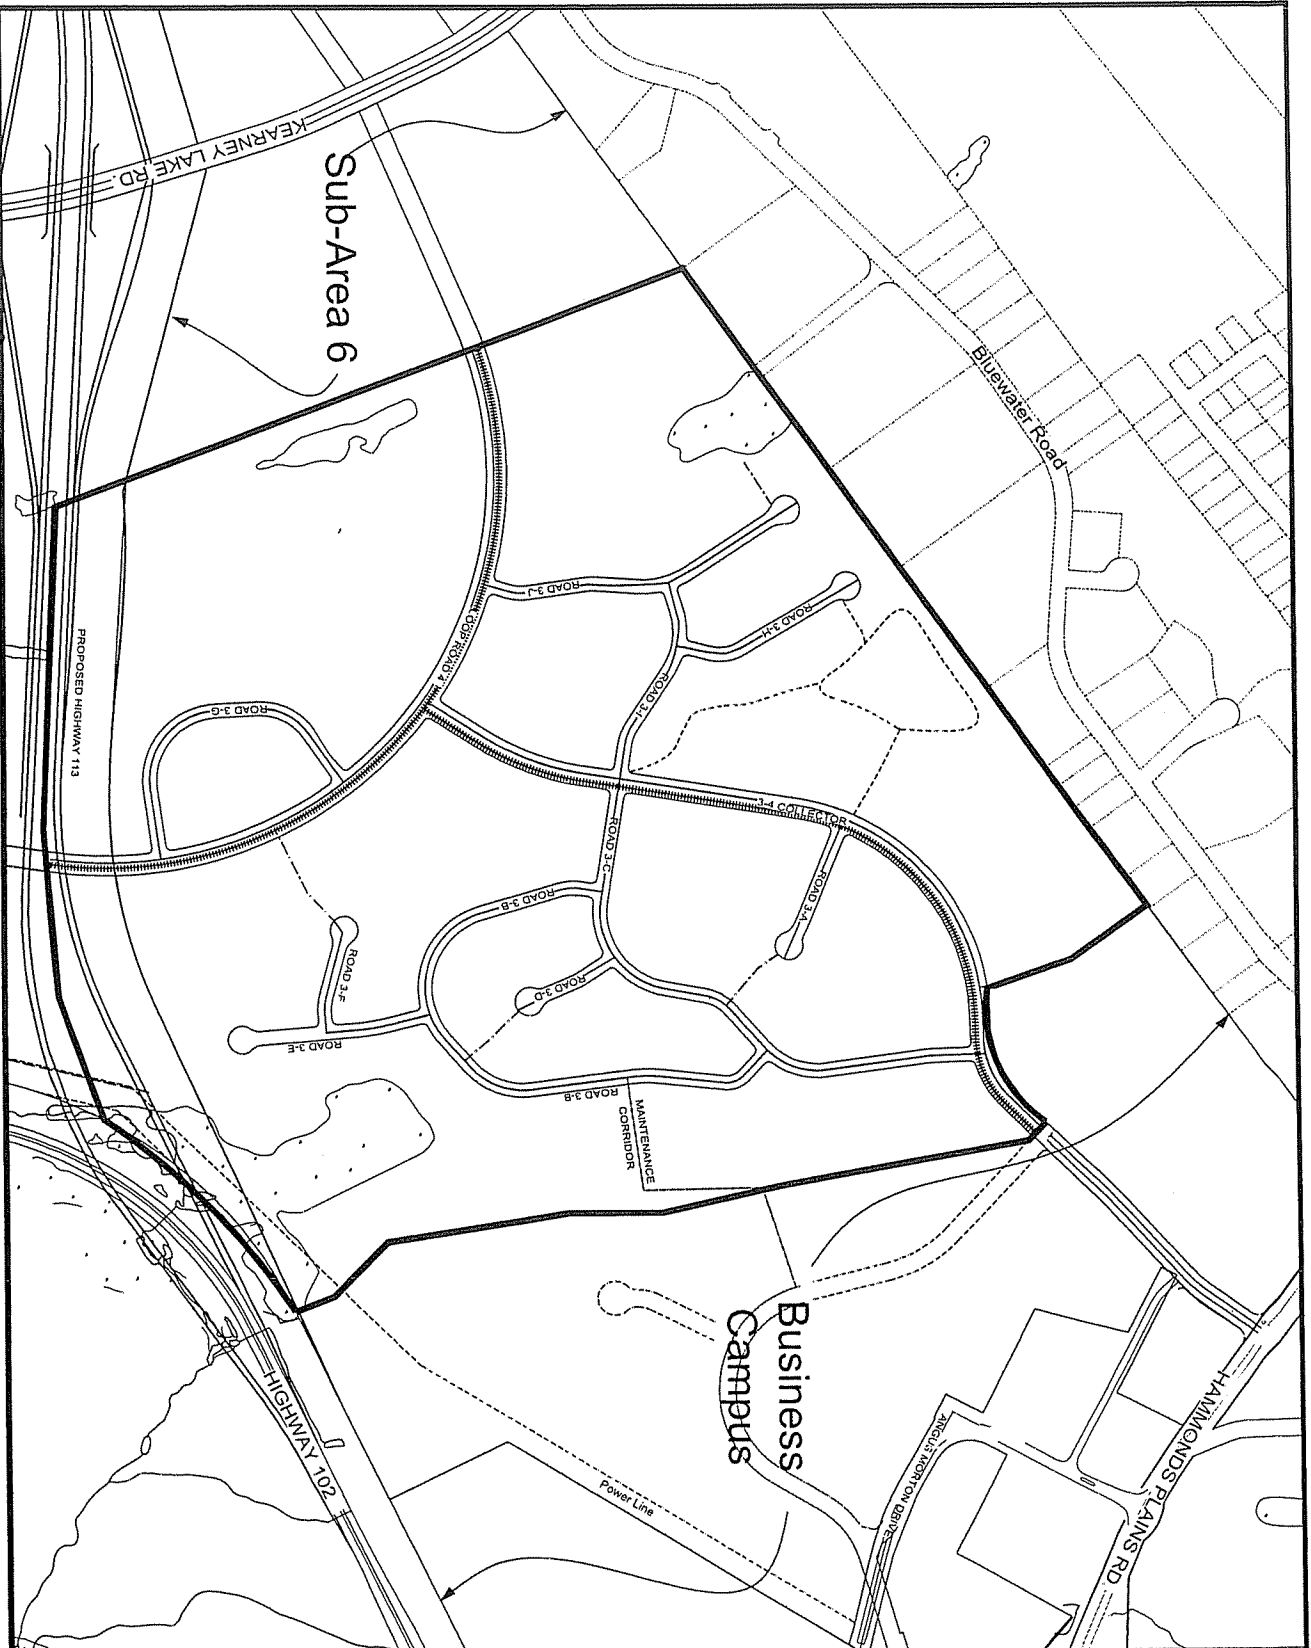 KEARNEY LAKE RD.
Sub-Area 6
Bluewater Road
PROPOSED HIGHWAY 113
ROAD 3-J
ROAD 3-H
ROAD 3-I
LOOP ROAD 4
ROAD 3-G
3-4 COLLECTOR
ROAD 3-C
ROAD 3-A
ROAD 3-B
ROAD 3-D
ROAD 3-F
ROAD 3-E
ROAD 3-B
MAINTENANCE
CORRIDOR
Business
Campus
HIGHWAY 102
Power Line
ANGUS MORTON DRIVE
HAMMONDS PLAINS RD